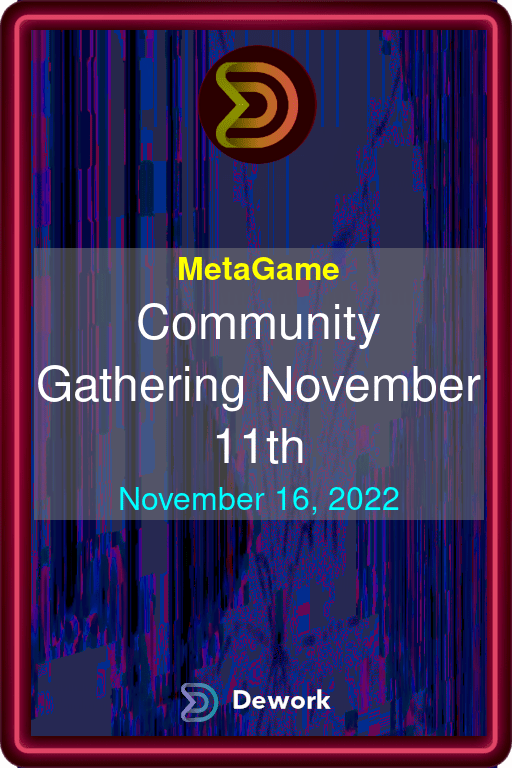 MetaGame
Community
Gathering November
11th
November 16, 2022
Dework